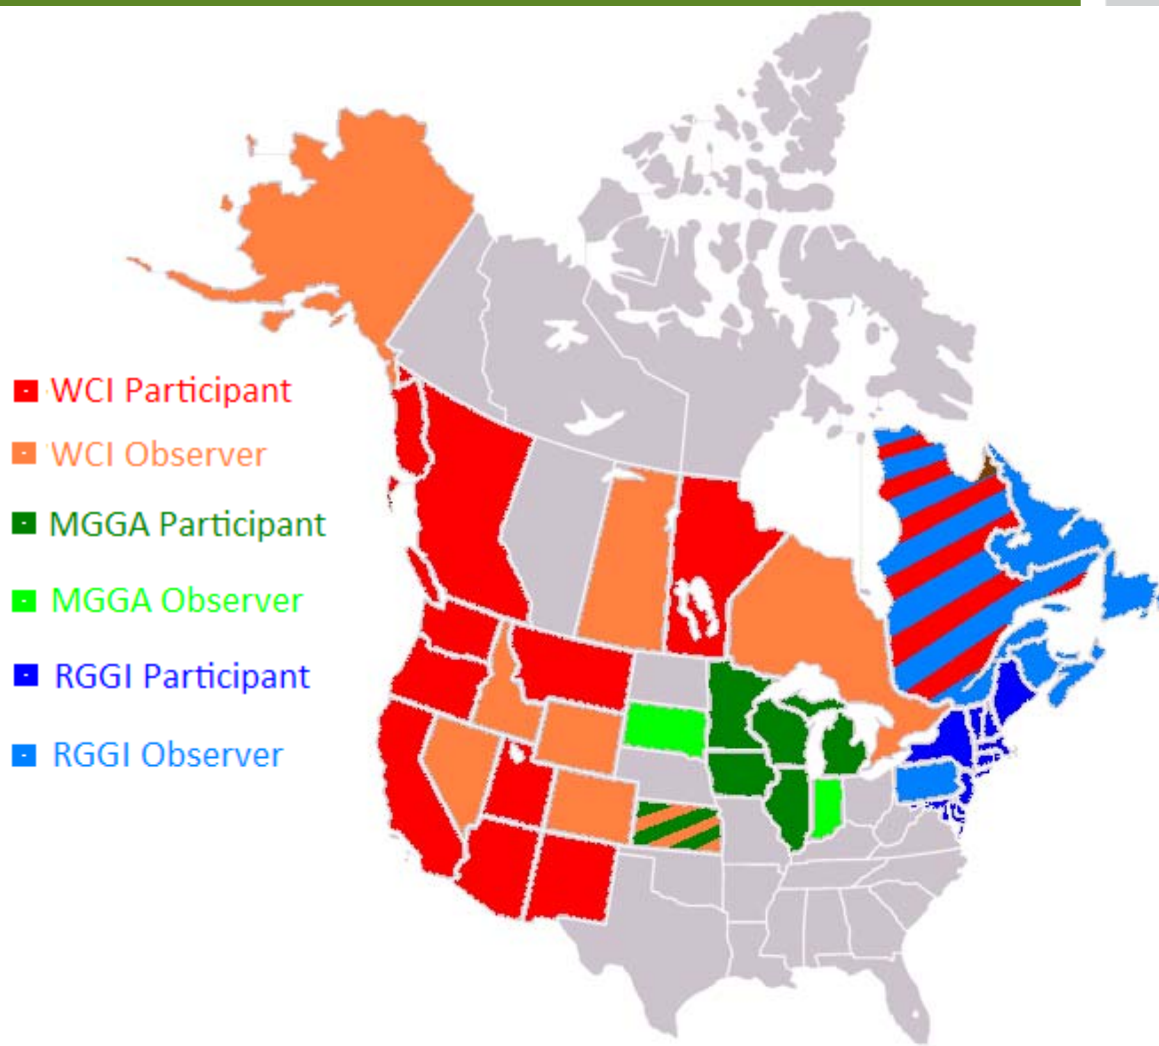 WCI Participant
WCI Observer
MGGA Participant
MGGA Observer
RGGI Participant
RGGI Observer